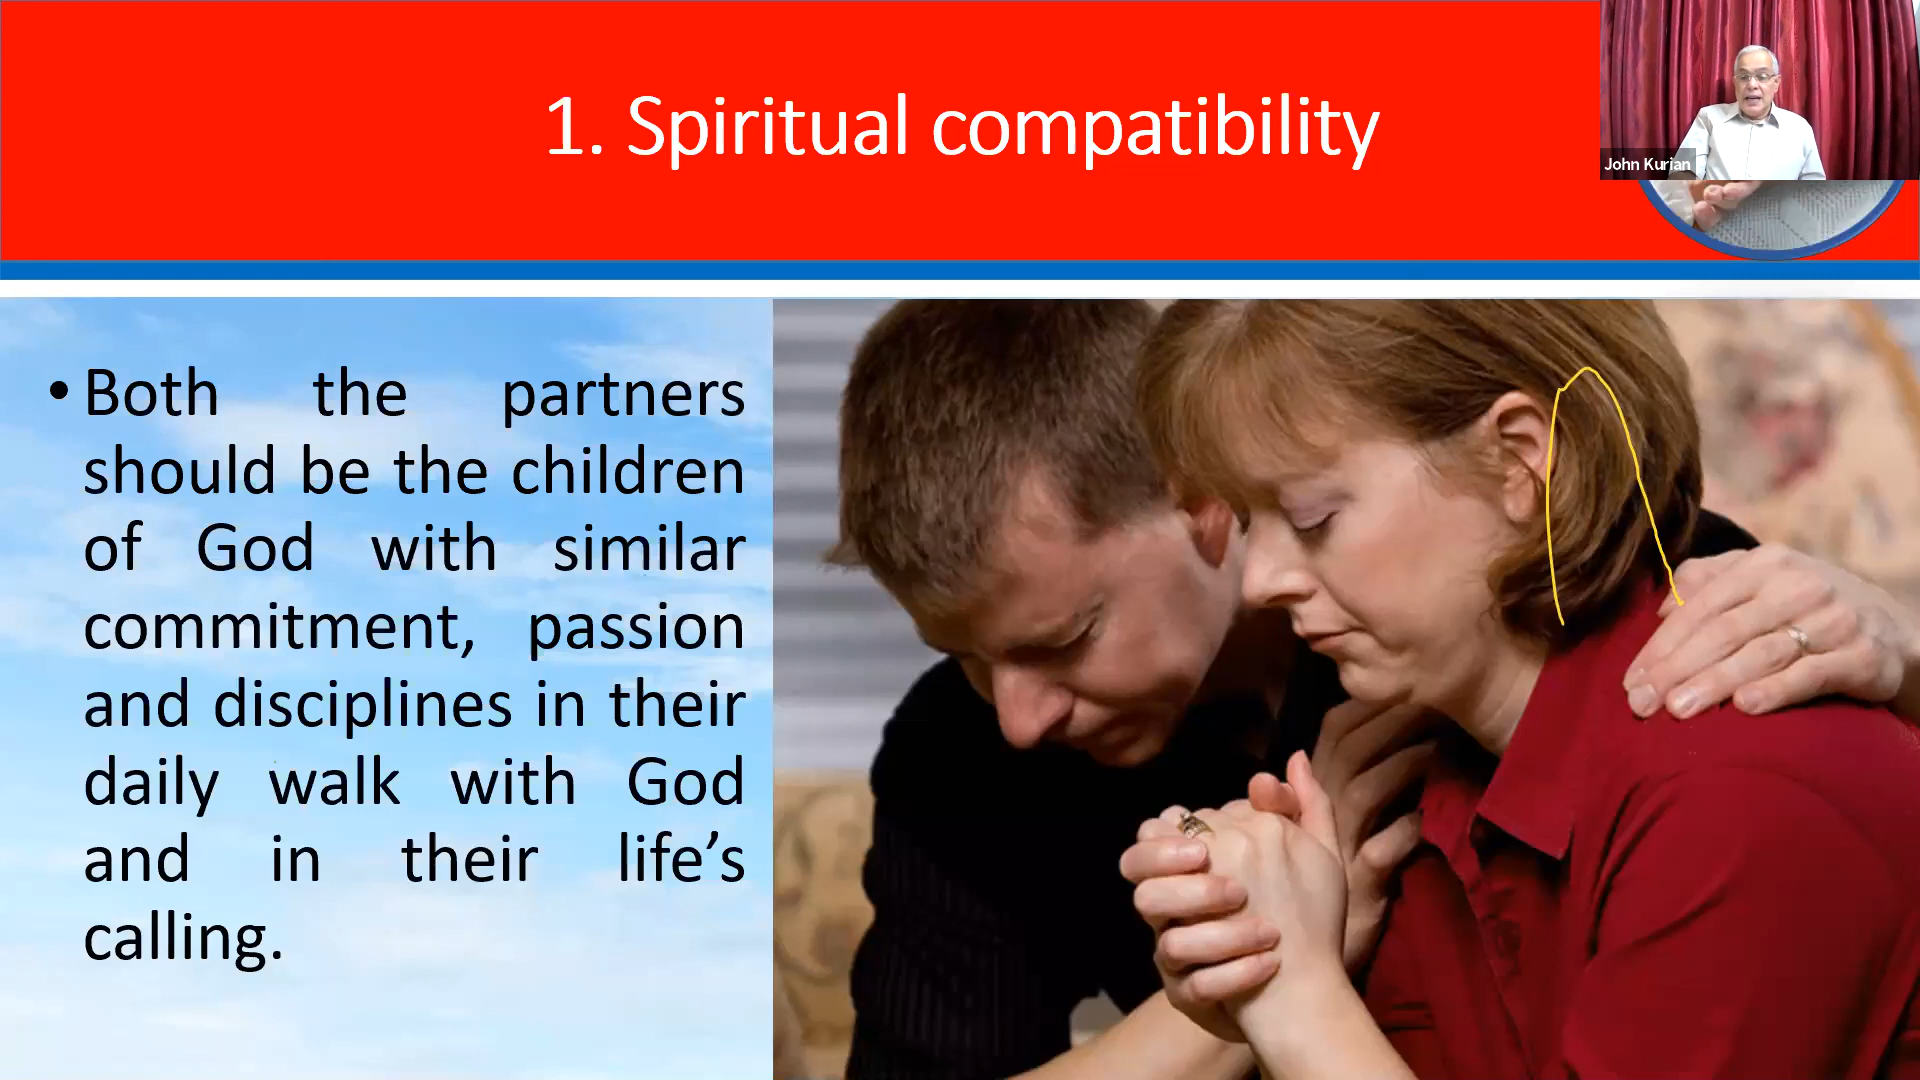 1. Spiritual compatibility
John Kurian
• Both the partners
should be the children
of God with similar
commitment, passion
and disciplines in their
daily walk with God
and in their life’s
calling.